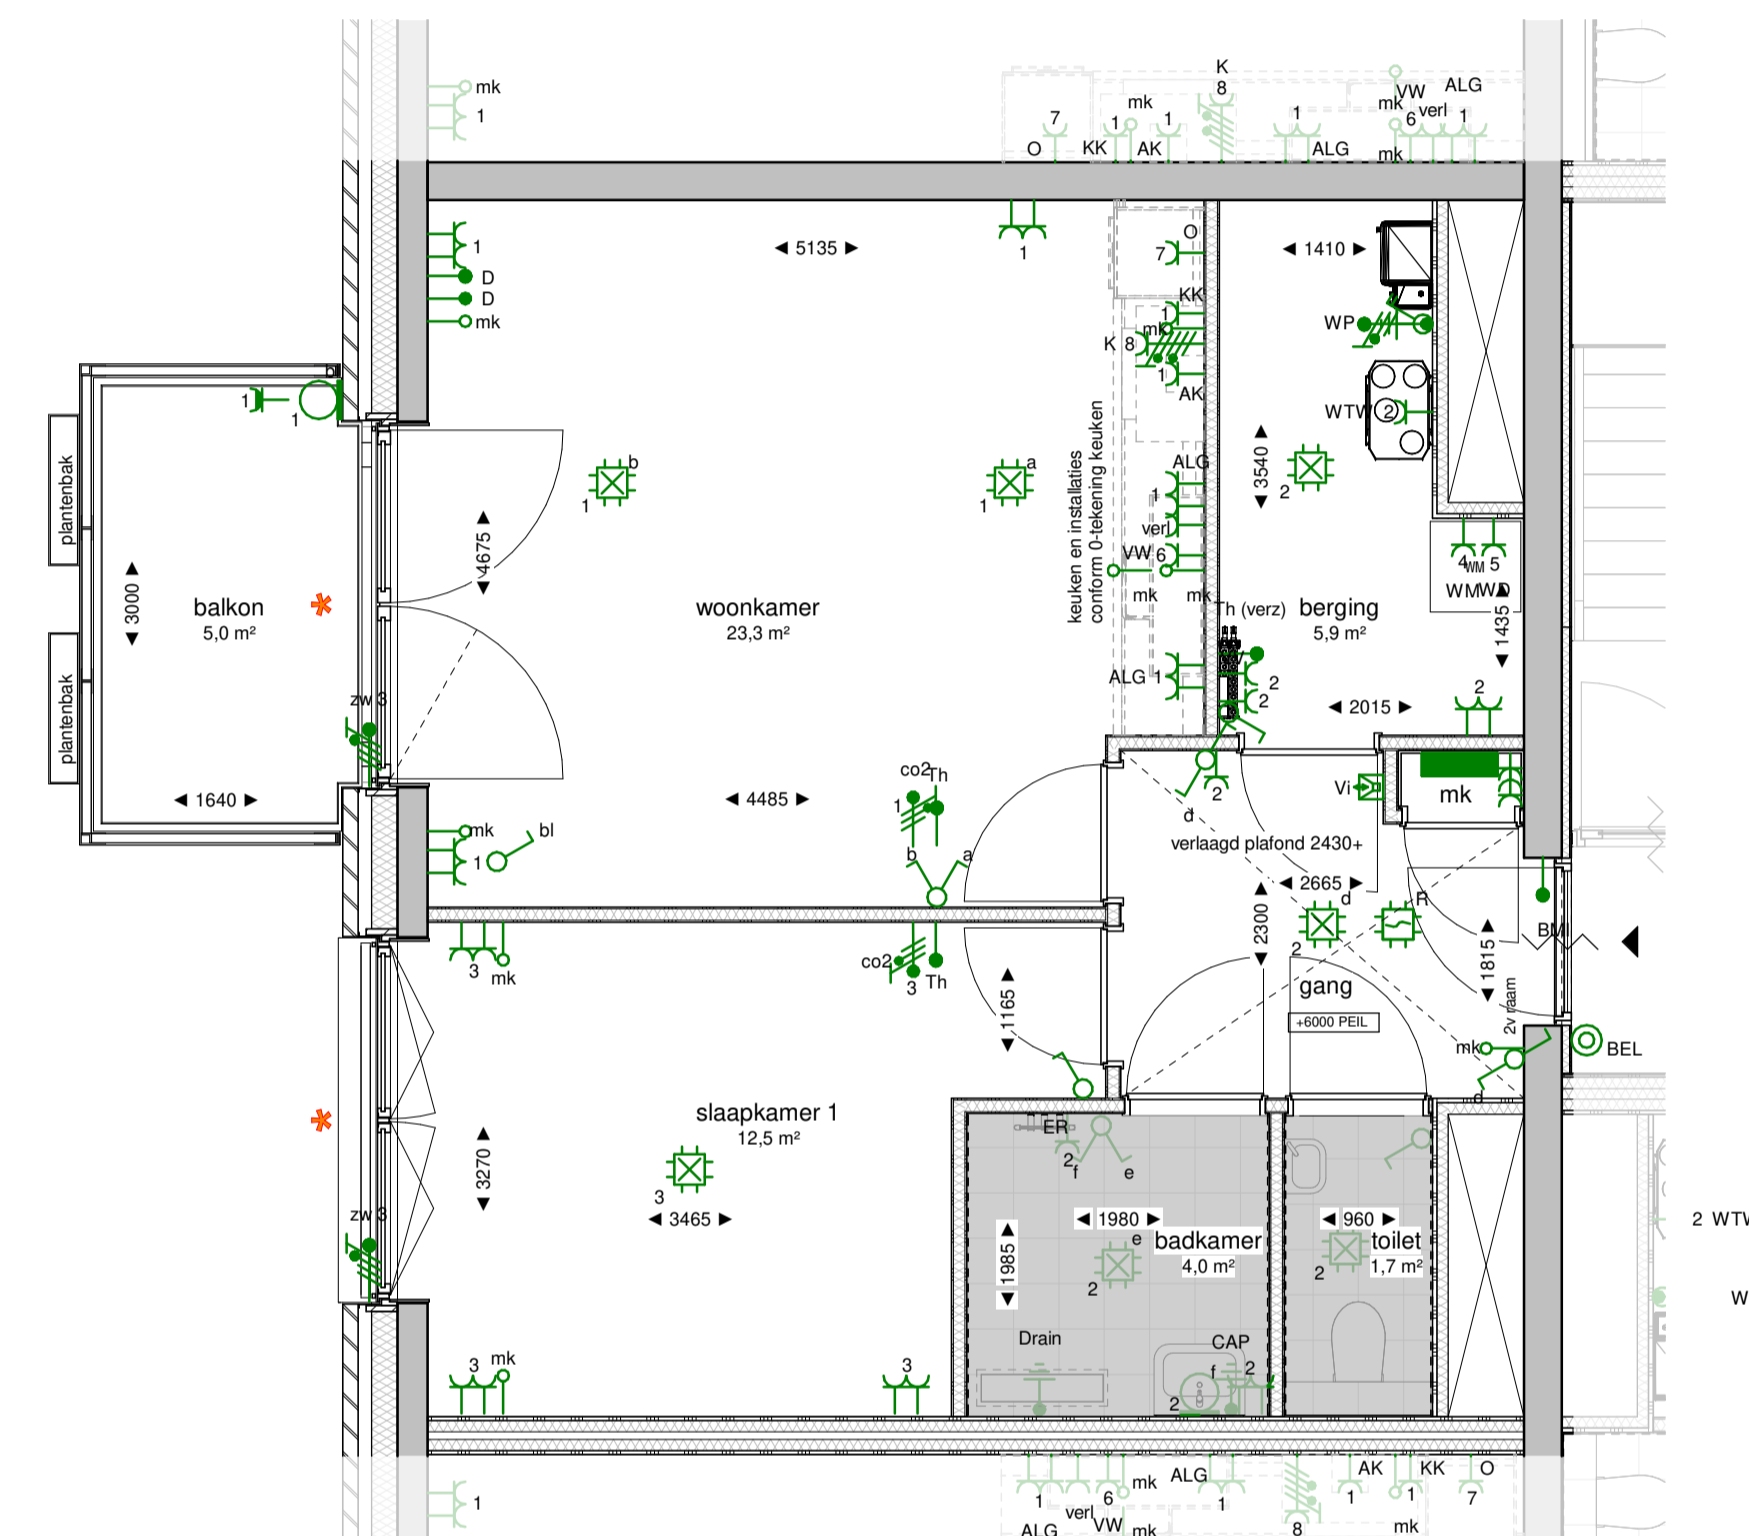 mk
1
K
8
mk
7
1
1
1
VW
ALG
mk
6
verl
1
O
KK
AK
ALG
mk
1
D
D
mk
5135
1
O
7
1410
KK
1
mk
K 8
1
AK
WP
WTW 2
1
1
plantenbak
3000
balkon
5,0 m²
plantenbak
1640
zw 3
4675
b
1
a
1
woonkamer
23,3 m²
keuken en installaties
conform 0-tekening keuken
ALG
1
verl
VW 6
mk
mk
ALG 1
3540
2
Th (verz)
berging
5,9 m²
4
WM
5
WM
WD
1435
2
2
2
2015
2
4485
co2
Th
1
b
a
mk
bl
1
2
d
Vi
mk
verlaagd plafond 2430+
2665
d
R
2
2300
BM
1815
2v raam
gang
+6000 PEIL
mk
d
BEL
3
mk
co2
3
Th
1165
slaapkamer 1
12,5 m²
3
3270
3465
zw 3
3
mk
3
ER
2
f
e
1980
1985
e
badkamer
4,0 m²
2
Drain
CAP
f
2
2
960
toilet
1,7 m²
2
2 WTW
W
1
1
ALG
verl
VW
6
mk
mk
ALG
1
8
1
AK
1
KK
mk
O
7